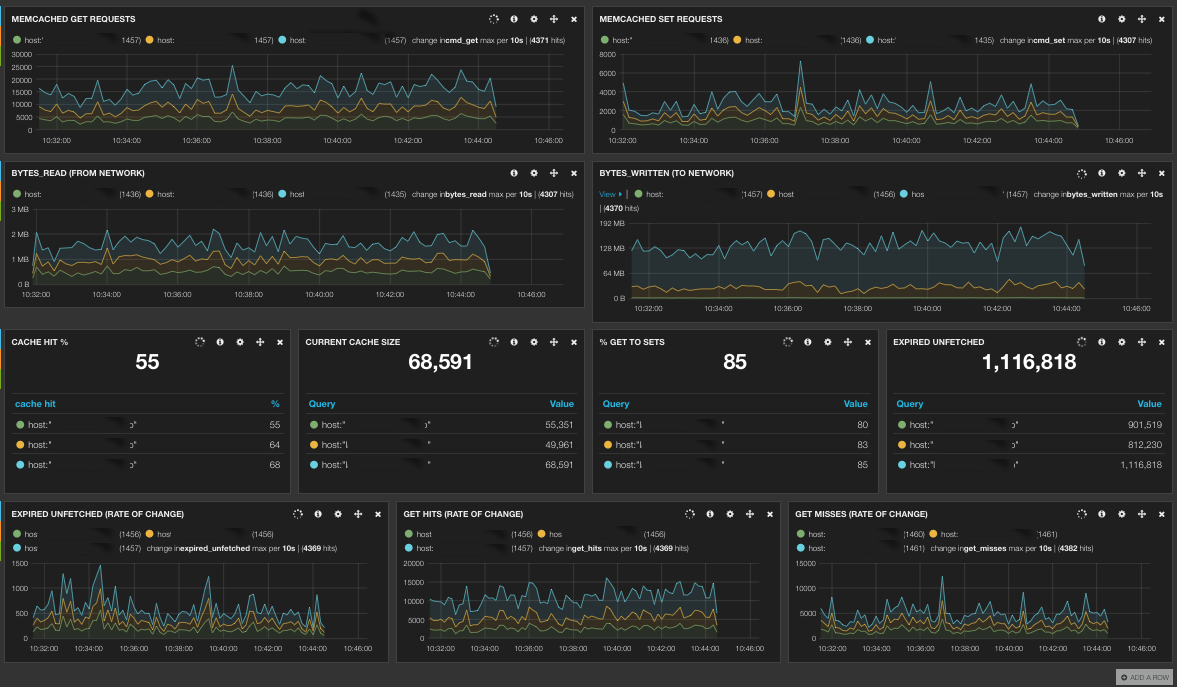 MEMCACHED GET REQUESTS
host:' 1457) host: 1457) host: (1457) change in cmd_get max per 10s | (4371 hits)
30000
25000
20000
15000
10000
5000
0
10:32:00 10:34:00 10:36:00 10:38:00 10:40:00 10:42:00 10:44:00 10:46:00
MEMCACHED SET REQUESTS
host:" 1436) host: (1436) host:' 1435) change in cmd_set max per 10s | (4307 hits)
8000
6000
4000
2000
0
10:32:00 10:34:00 10:36:00 10:38:00 10:40:00 10:42:00 10:44:00 10:46:00
BYTES_READ (FROM NETWORK)
host: (1436) host: (1436) host (1435) change in bytes_read max per 10s | (4307 hits)
3 MB
2 MB
1 MB
0 B
10:32:00 10:34:00 10:36:00 10:38:00 10:40:00 10:42:00 10:44:00 10:46:00
BYTES_WRITTEN (TO NETWORK)
View | host: (1457) host (1456) hos ' (1457) change in bytes_written max per 10s
| (4370 hits)
192 MB
128 MB
64 MB
0 B
10:32:00 10:34:00 10:36:00 10:38:00 10:40:00 10:42:00 10:44:00 10:46:00
CACHE HIT %
55
cache hit %
host:" 55
host:" 64
host:" 68
CURRENT CACHE SIZE
68,591
Query Value
host:" 55,351
host:"l 49,961
host:"l 68,591
% GET TO SETS
85
Query Value
host:"l " 80
host:"l " 83
host:"l " 85
EXPIRED UNFETCHED
1,116,818
Query Value
host:" 901,519
host:" 812,230
host:"l 1,116,818
EXPIRED UNFETCHED (RATE OF CHANGE)
hos (1456) hos' (1456)
hos (1457) change in expired_unfetched max per 10s | (4369 hits)
1500
1000
500
0
10:32:00 10:34:00 10:36:00 10:38:00 10:40:00 10:42:00 10:44:00 10:46:00
GET HITS (RATE OF CHANGE)
host (1456) hos (1456)
host: (1457) change in get_hits max per 10s | (4369 hits)
20000
15000
10000
5000
0
10:32:00 10:34:00 10:36:00 10:38:00 10:40:00 10:42:00 10:44:00 10:46:00
GET MISSES (RATE OF CHANGE)
host: (1460) host: (1461)
host: (1461) change in get_misses max per 10s | (4382 hits)
15000
10000
5000
0
10:32:00 10:34:00 10:36:00 10:38:00 10:40:00 10:42:00 10:44:00 10:46:00
ADD A ROW